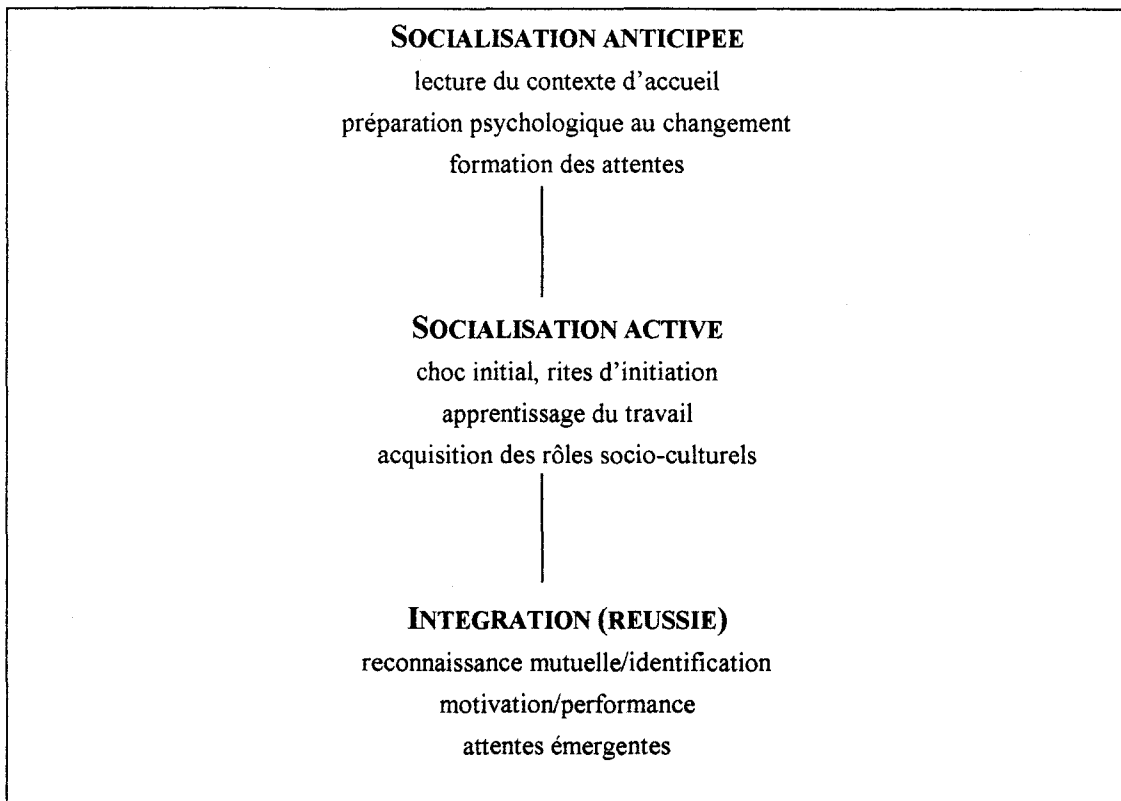 SOCIALISATION ANTICIPEE
lecture du contexte d'accueil
préparation psychologique au changement
formation des attentes
SOCIALISATION ACTIVE
choc initial, rites d'initiation
apprentissage du travail
acquisition des rôles socio-culturels
INTEGRATION (REUSSIE)
reconnaissance mutuelle/identification
motivation/performance
attentes émergentes